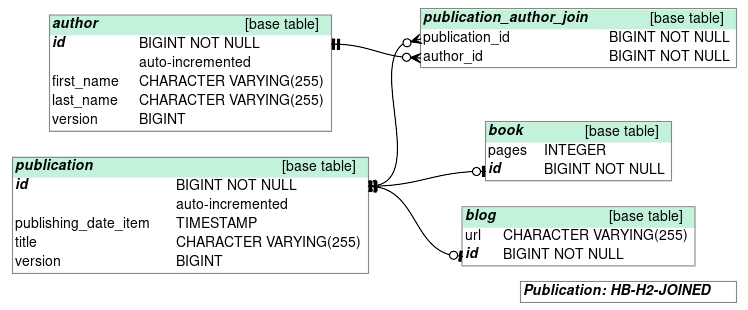 author [base table]
id BIGINT NOT NULL
auto-incremented
first_name CHARACTER VARYING(255)
last_name CHARACTER VARYING(255)
version BIGINT
publication_author_join [base table]
publication_id BIGINT NOT NULL
author_id BIGINT NOT NULL
book [base table]
pages INTEGER
id BIGINT NOT NULL
publication [base table]
id BIGINT NOT NULL
auto-incremented
publishing_date_item TIMESTAMP
title CHARACTER VARYING(255)
version BIGINT
blog [base table]
url CHARACTER VARYING(255)
id BIGINT NOT NULL
Publication: HB-H2-JOINED